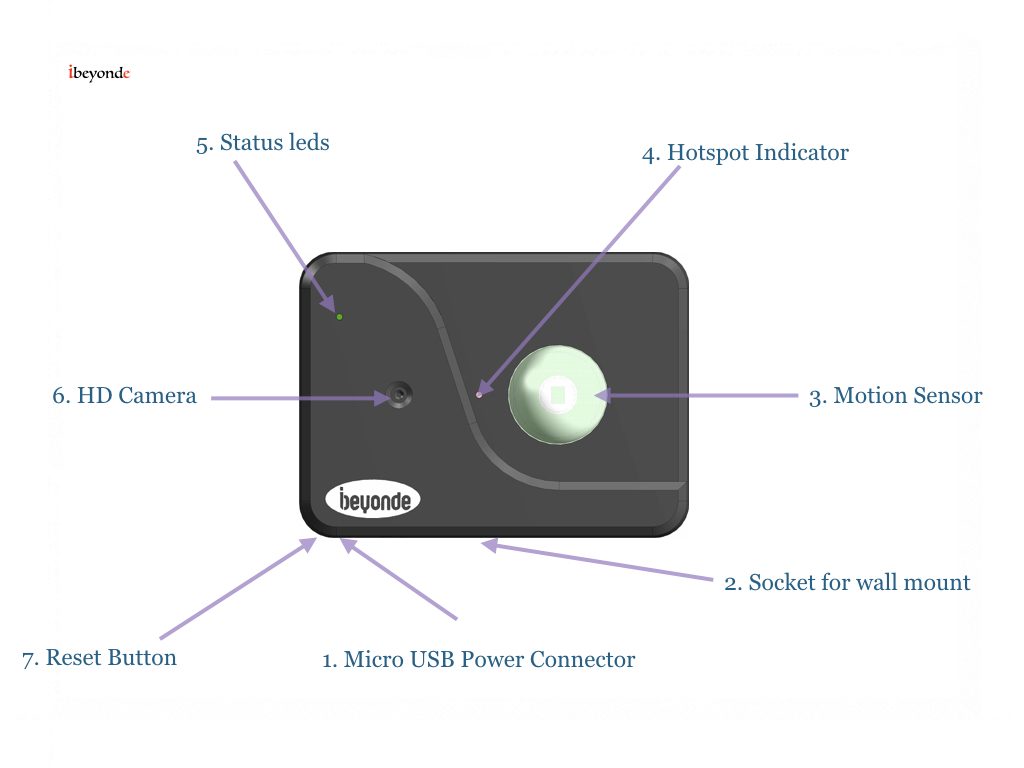 ibeyonde
5. Status leds
4. Hotspot Indicator
6. HD Camera
3. Motion Sensor
ibeyonde
2. Socket for wall mount
7. Reset Button
1. Micro USB Power Connector